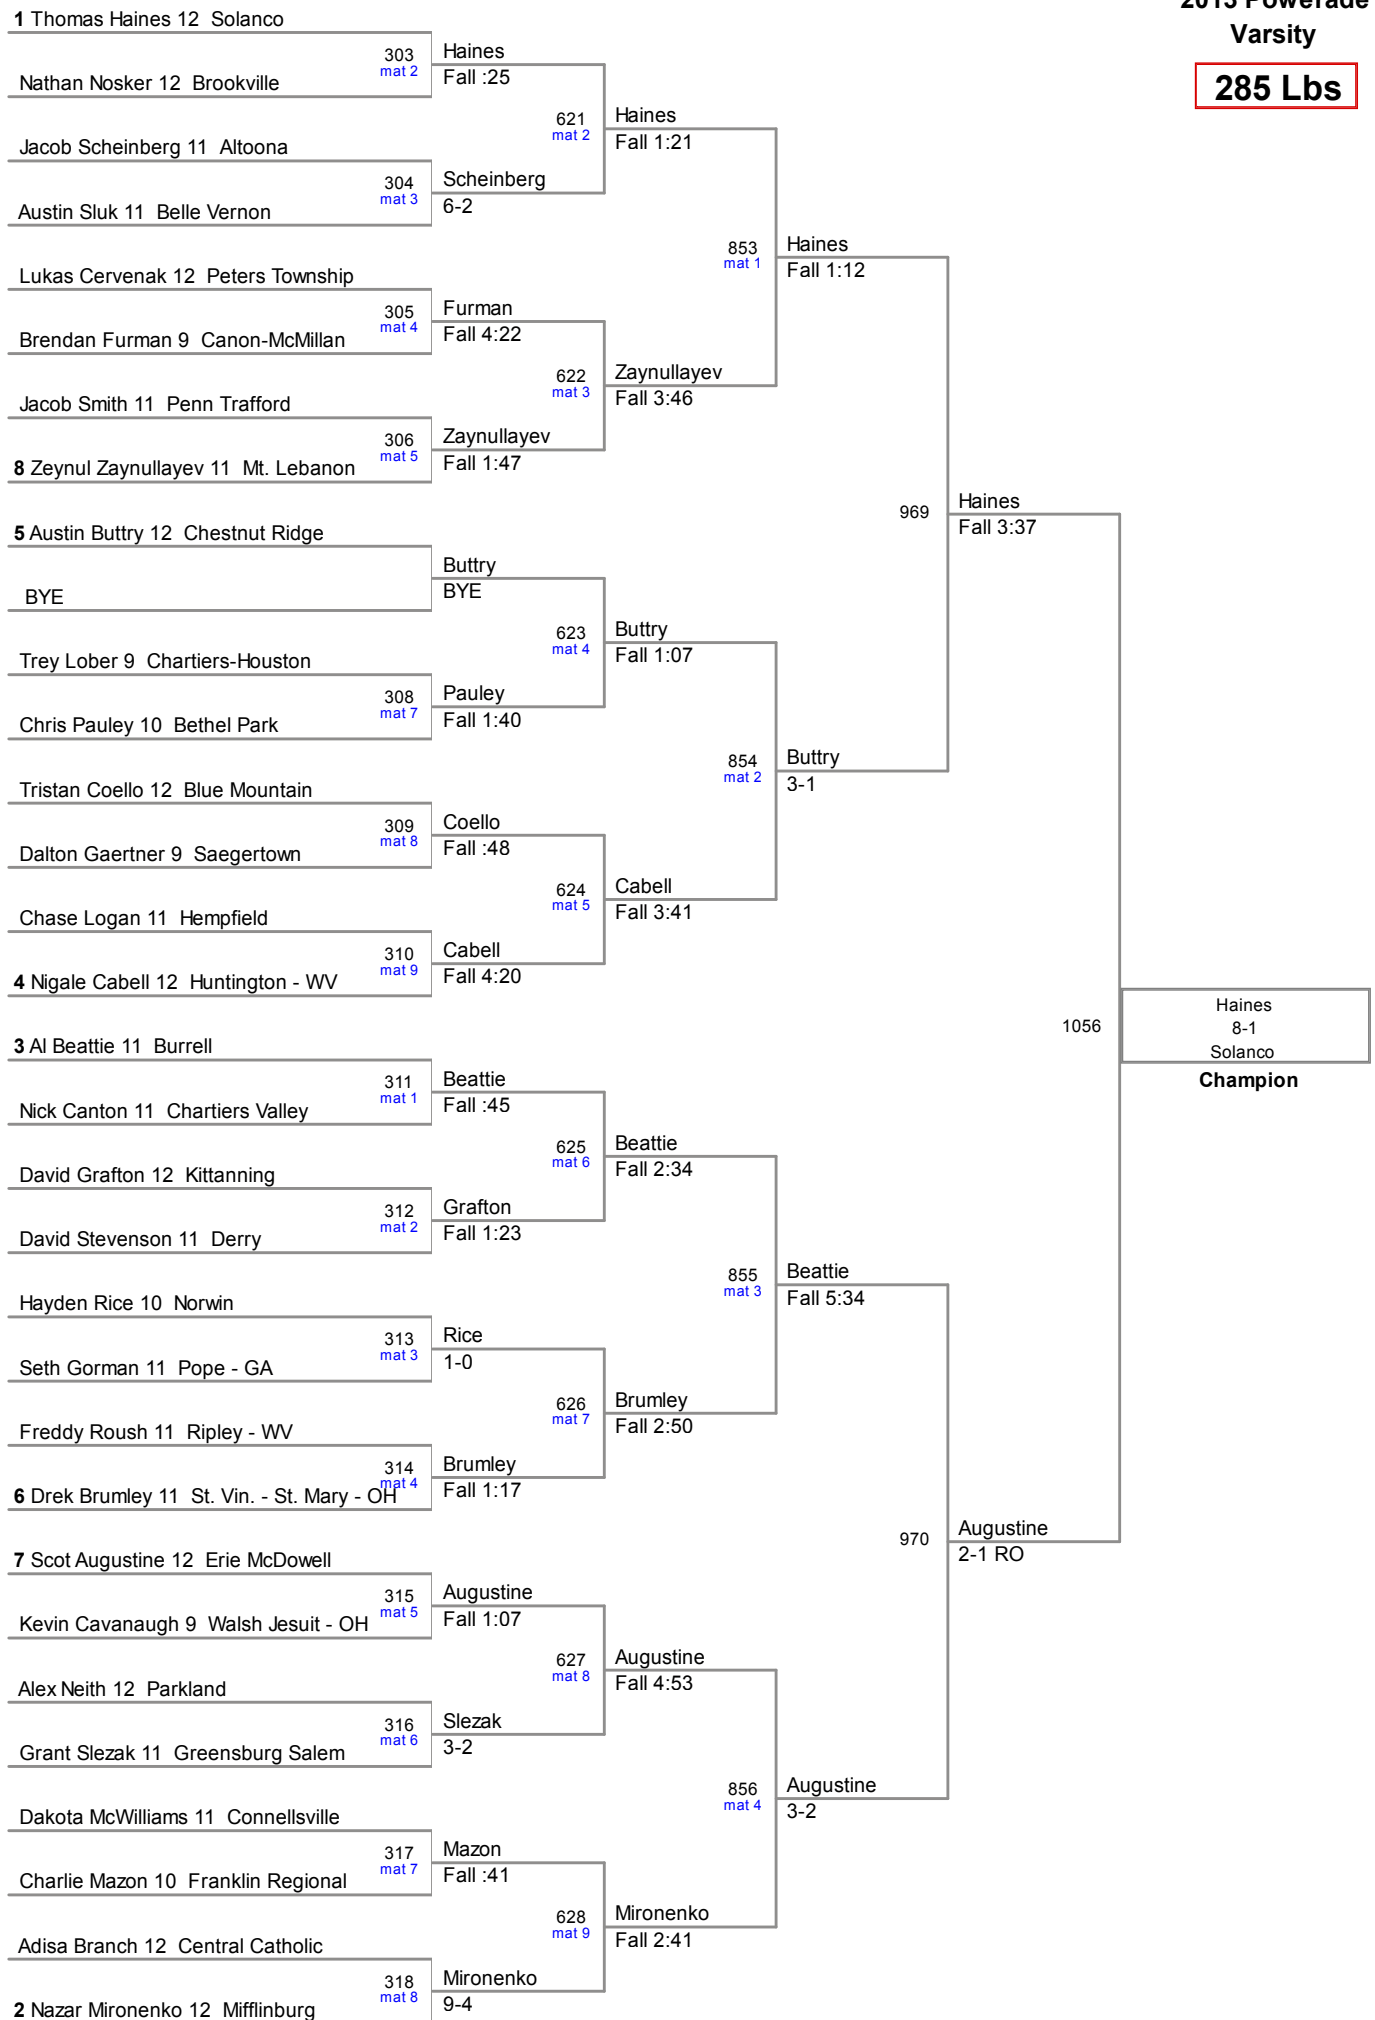 2013 Powerade
Varsity
285 Lbs
1 Thomas Haines 12 Solanco
303
mat 2
Haines
Fall :25
Nathan Nosker 12 Brookville
621
mat 2
Haines
Fall 1:21
Jacob Scheinberg 11 Altoona
304
mat 3
Scheinberg
6-2
Austin Sluk 11 Belle Vernon
853
mat 1
Haines
Fall 1:12
Lukas Cervenak 12 Peters Township
305
mat 4
Furman
Fall 4:22
Brendan Furman 9 Canon-McMillan
622
mat 3
Zaynullayev
Fall 3:46
Jacob Smith 11 Penn Trafford
306
mat 5
Zaynullayev
Fall 1:47
8 Zeynul Zaynullayev 11 Mt. Lebanon
969
Haines
Fall 3:37
5 Austin Buttry 12 Chestnut Ridge
Buttry
BYE
BYE
623
mat 4
Buttry
Fall 1:07
Trey Lober 9 Chartiers-Houston
308
mat 7
Pauley
Fall 1:40
Chris Pauley 10 Bethel Park
854
mat 2
Buttry
3-1
Tristan Coello 12 Blue Mountain
309
mat 8
Coello
Fall :48
Dalton Gaertner 9 Saegertown
624
mat 5
Cabell
Fall 3:41
Chase Logan 11 Hempfield
310
mat 9
Cabell
Fall 4:20
4 Nigale Cabell 12 Huntington - WV
1056
Haines
8-1
Solanco
Champion
3 Al Beattie 11 Burrell
311
mat 1
Beattie
Fall :45
Nick Canton 11 Chartiers Valley
625
mat 6
Beattie
Fall 2:34
David Grafton 12 Kittanning
312
mat 2
Grafton
Fall 1:23
David Stevenson 11 Derry
855
mat 3
Beattie
Fall 5:34
Hayden Rice 10 Norwin
313
mat 3
Rice
1-0
Seth Gorman 11 Pope - GA
626
mat 7
Brumley
Fall 2:50
Freddy Roush 11 Ripley - WV
314
mat 4
Brumley
Fall 1:17
6 Drek Brumley 11 St. Vin. - St. Mary - OH
970
Augustine
2-1 RO
7 Scot Augustine 12 Erie McDowell
315
mat 5
Augustine
Fall 1:07
Kevin Cavanaugh 9 Walsh Jesuit - OH
627
mat 8
Augustine
Fall 4:53
Alex Neith 12 Parkland
316
mat 6
Slezak
3-2
Grant Slezak 11 Greensburg Salem
856
mat 4
Augustine
3-2
Dakota McWilliams 11 Connellsville
317
mat 7
Mazon
Fall :41
Charlie Mazon 10 Franklin Regional
628
mat 9
Mironenko
Fall 2:41
Adisa Branch 12 Central Catholic
318
mat 8
Mironenko
9-4
2 Nazar Mironenko 12 Mifflinburg